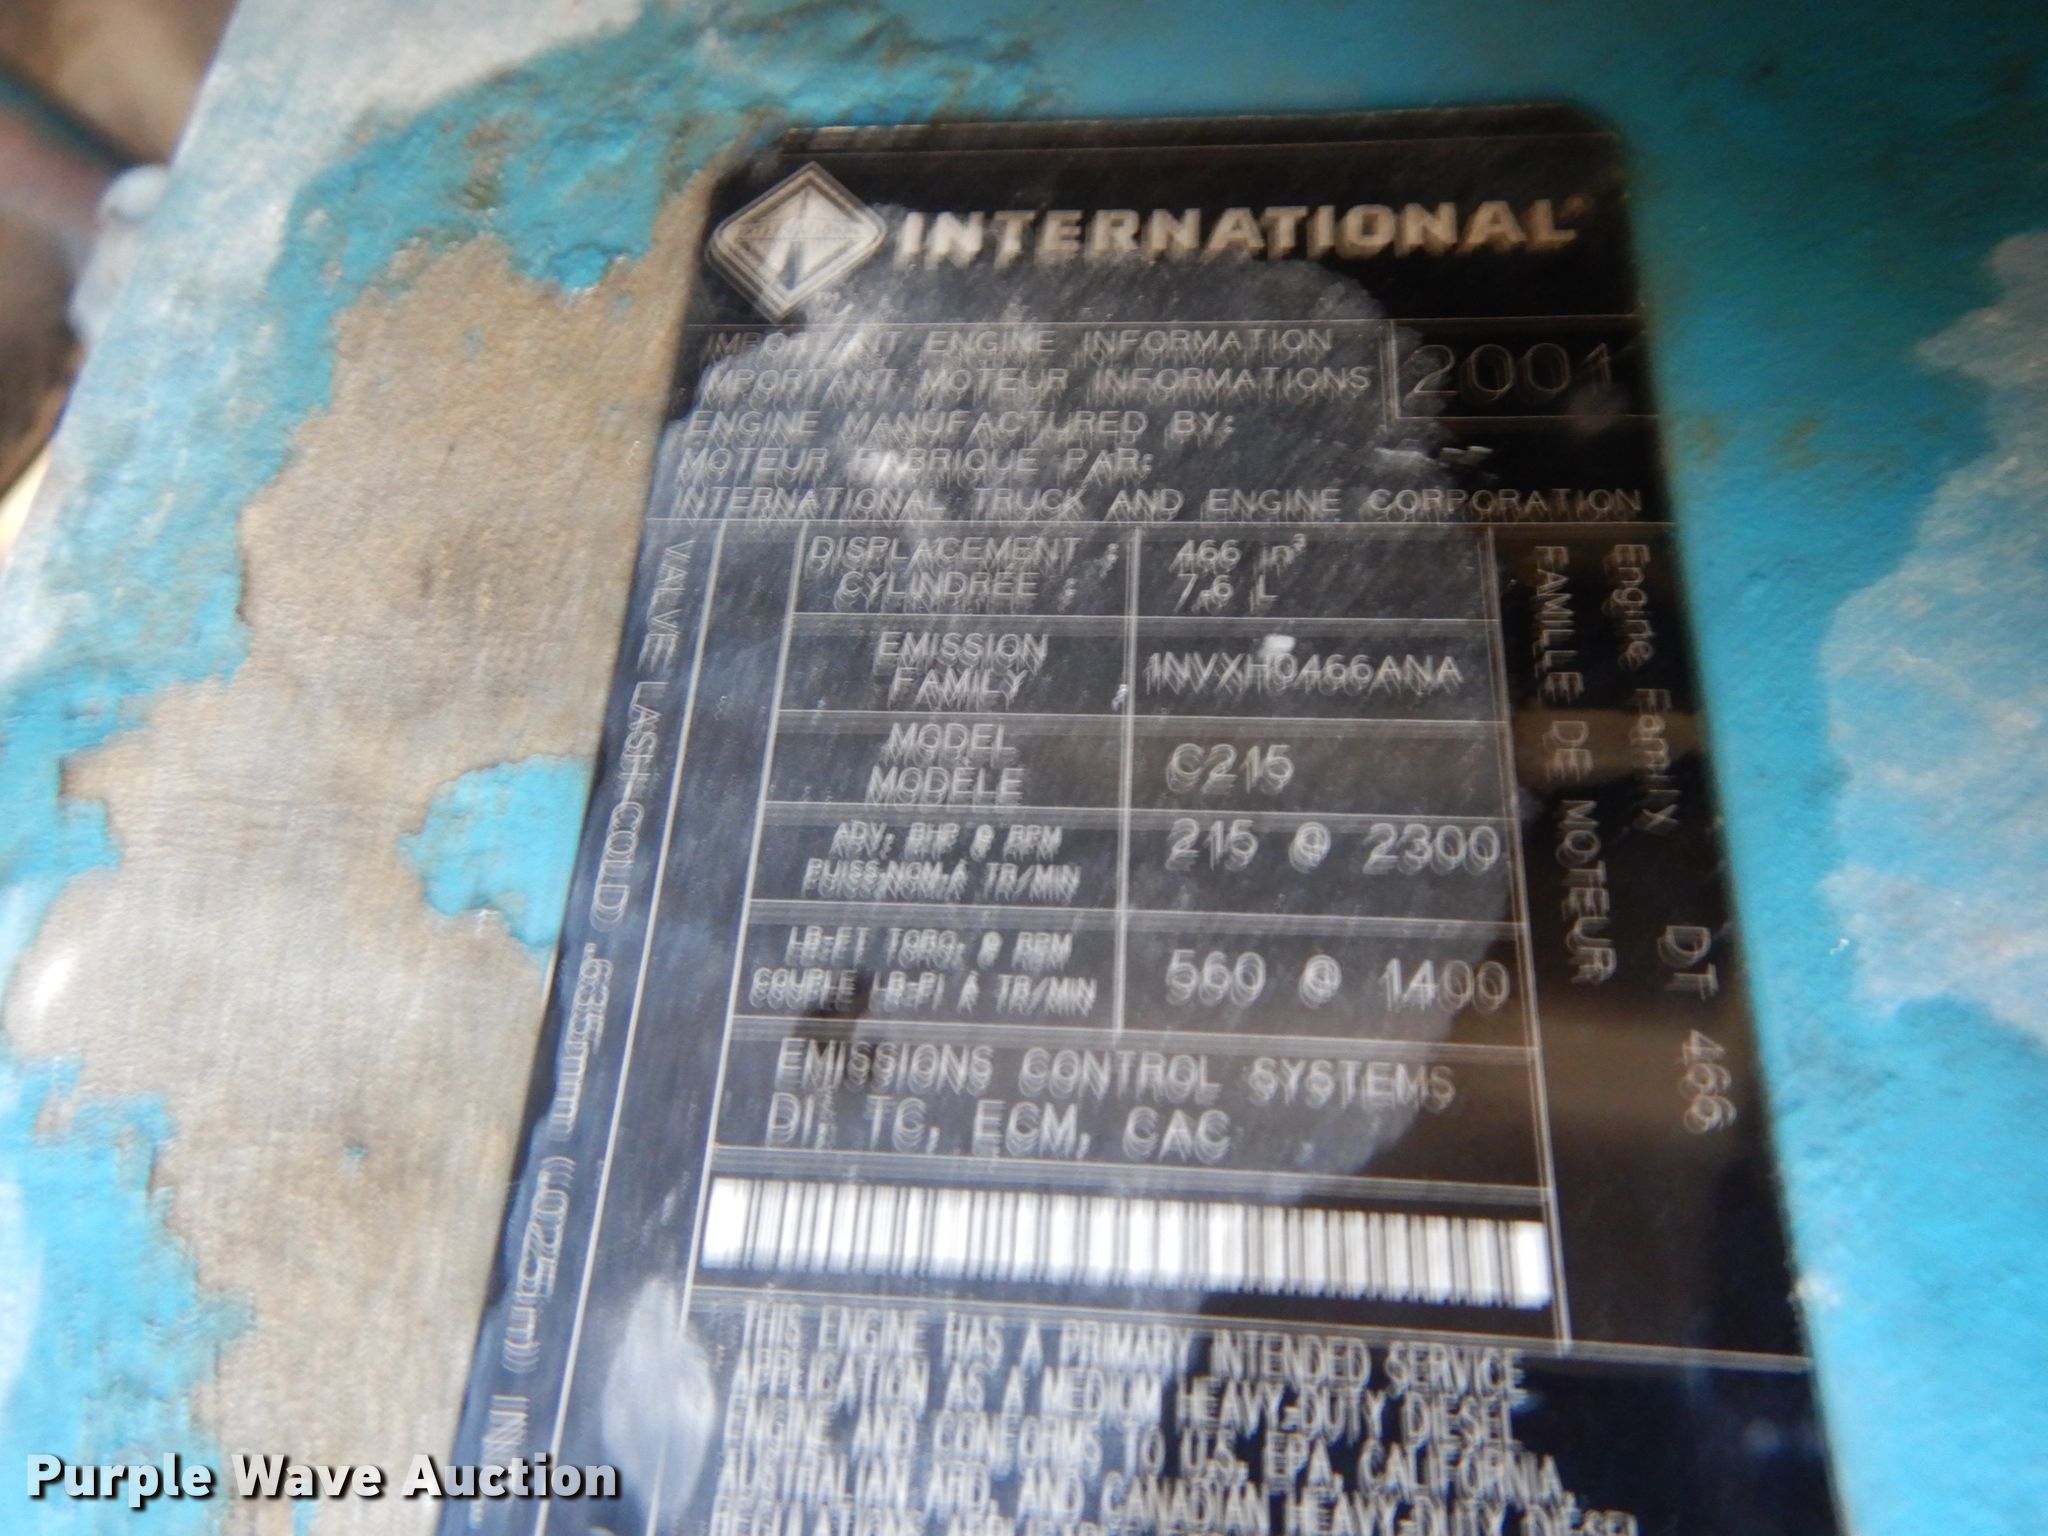 INTERNATIONAL®
IMPORTANT ENGINE INFORMATION
IMPORTANT MOTEUR INFORMATIONS
2001
ENGINE MANUFACTURED BY:
MOTEUR FABRIQUE PAR:
INTERNATIONAL TRUCK AND ENGINE CORPORATION
DISPLACEMENT : 466 in³
CYLINDRÉE : 7.6 L
EMISSION
FAMILY
1NVXH0466ANA
MODEL
MODÈLE
C215
ADV. BHP @ RPM
PUISS.NOM.À TR/MIN
215 @ 2300
LB-FT TORQ. @ RPM
COUPLE LB-PI À TR/MIN
560 @ 1400
EMISSIONS CONTROL SYSTEMS
DI, TC, ECM, CAC
THIS ENGINE HAS A PRIMARY INTENDED SERVICE
APPLICATION AS A MEDIUM HEAVY-DUTY DIESEL
ENGINE AND CONFORMS TO U.S. EPA, CALIFORNIA,
AUSTRALIAN ARD, AND CANADIAN HEAVY-DUTY DIESEL
REGULATIONS
VALVE LASH (COLD) .635mm (.025in)
Engine Family DT 466
FAMILLE DE MOTEUR
Purple Wave Auction